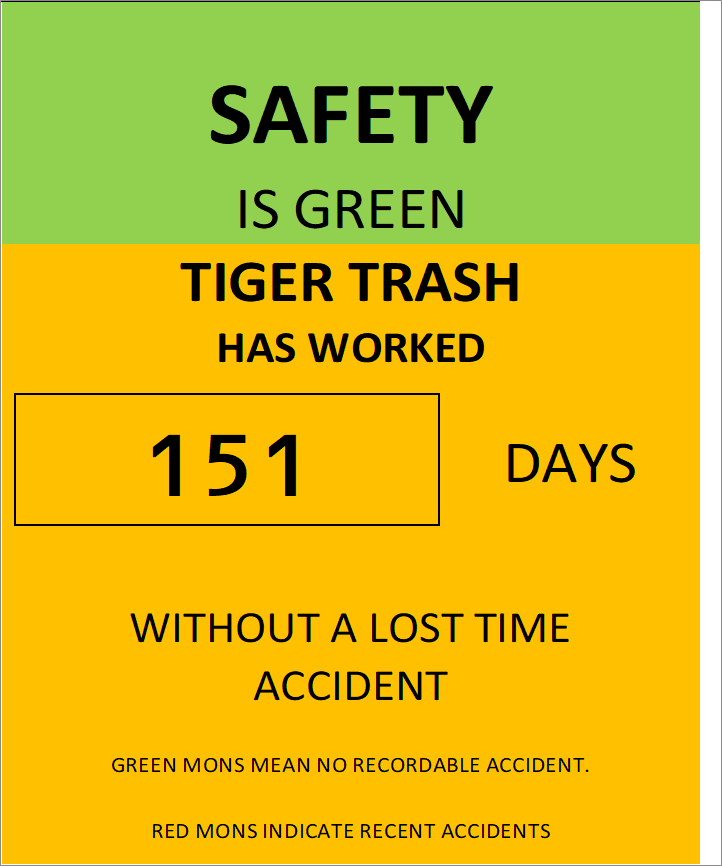 SAFETY
IS GREEN
TIGER TRASH
HAS WORKED
151 DAYS
WITHOUT A LOST TIME
ACCIDENT
GREEN MONS MEAN NO RECORDABLE ACCIDENT.
RED MONS INDICATE RECENT ACCIDENTS